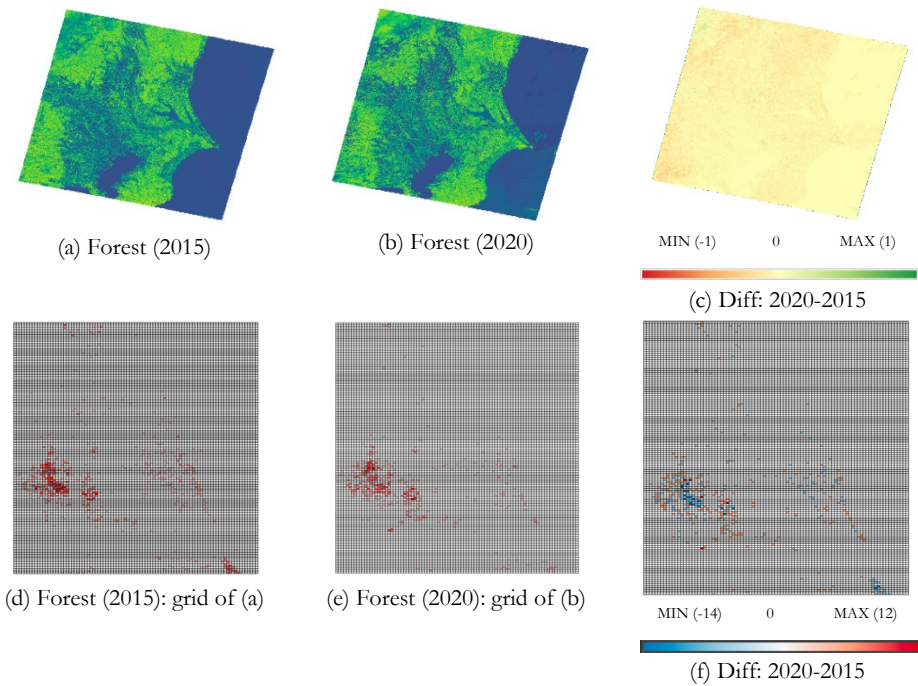 (a) Forest (2015)
(b) Forest (2020)
MIN (-1) 0 MAX (1)
(c) Diff: 2020-2015
(d) Forest (2015): grid of (a)
(e) Forest (2020): grid of (b)
MIN (-14) 0 MAX (12)
(f) Diff: 2020-2015